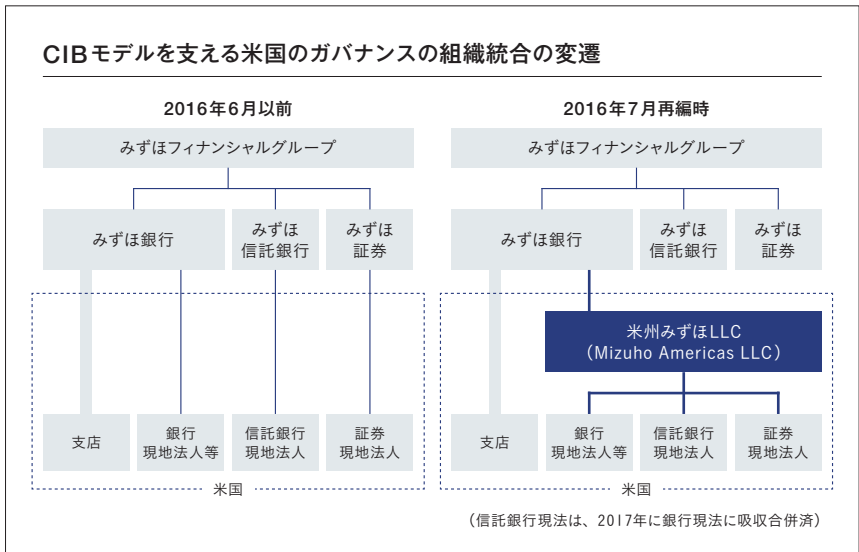 CIBモデルを支える米国のガバナンスの組織統合の変遷
2016年6月以前
みずほフィナンシャルグループ
みずほ銀行
みずほ
信託銀行
みずほ
証券
支店
銀行
現地法人等
信託銀行
現地法人
証券
現地法人
米国
2016年7月再編時
みずほフィナンシャルグループ
みずほ銀行
みずほ
信託銀行
みずほ
証券
米州みずほLLC
（Mizuho Americas LLC）
支店
銀行
現地法人等
信託銀行
現地法人
証券
現地法人
米国
（信託銀行現法は、2017年に銀行現法に吸収合併済）